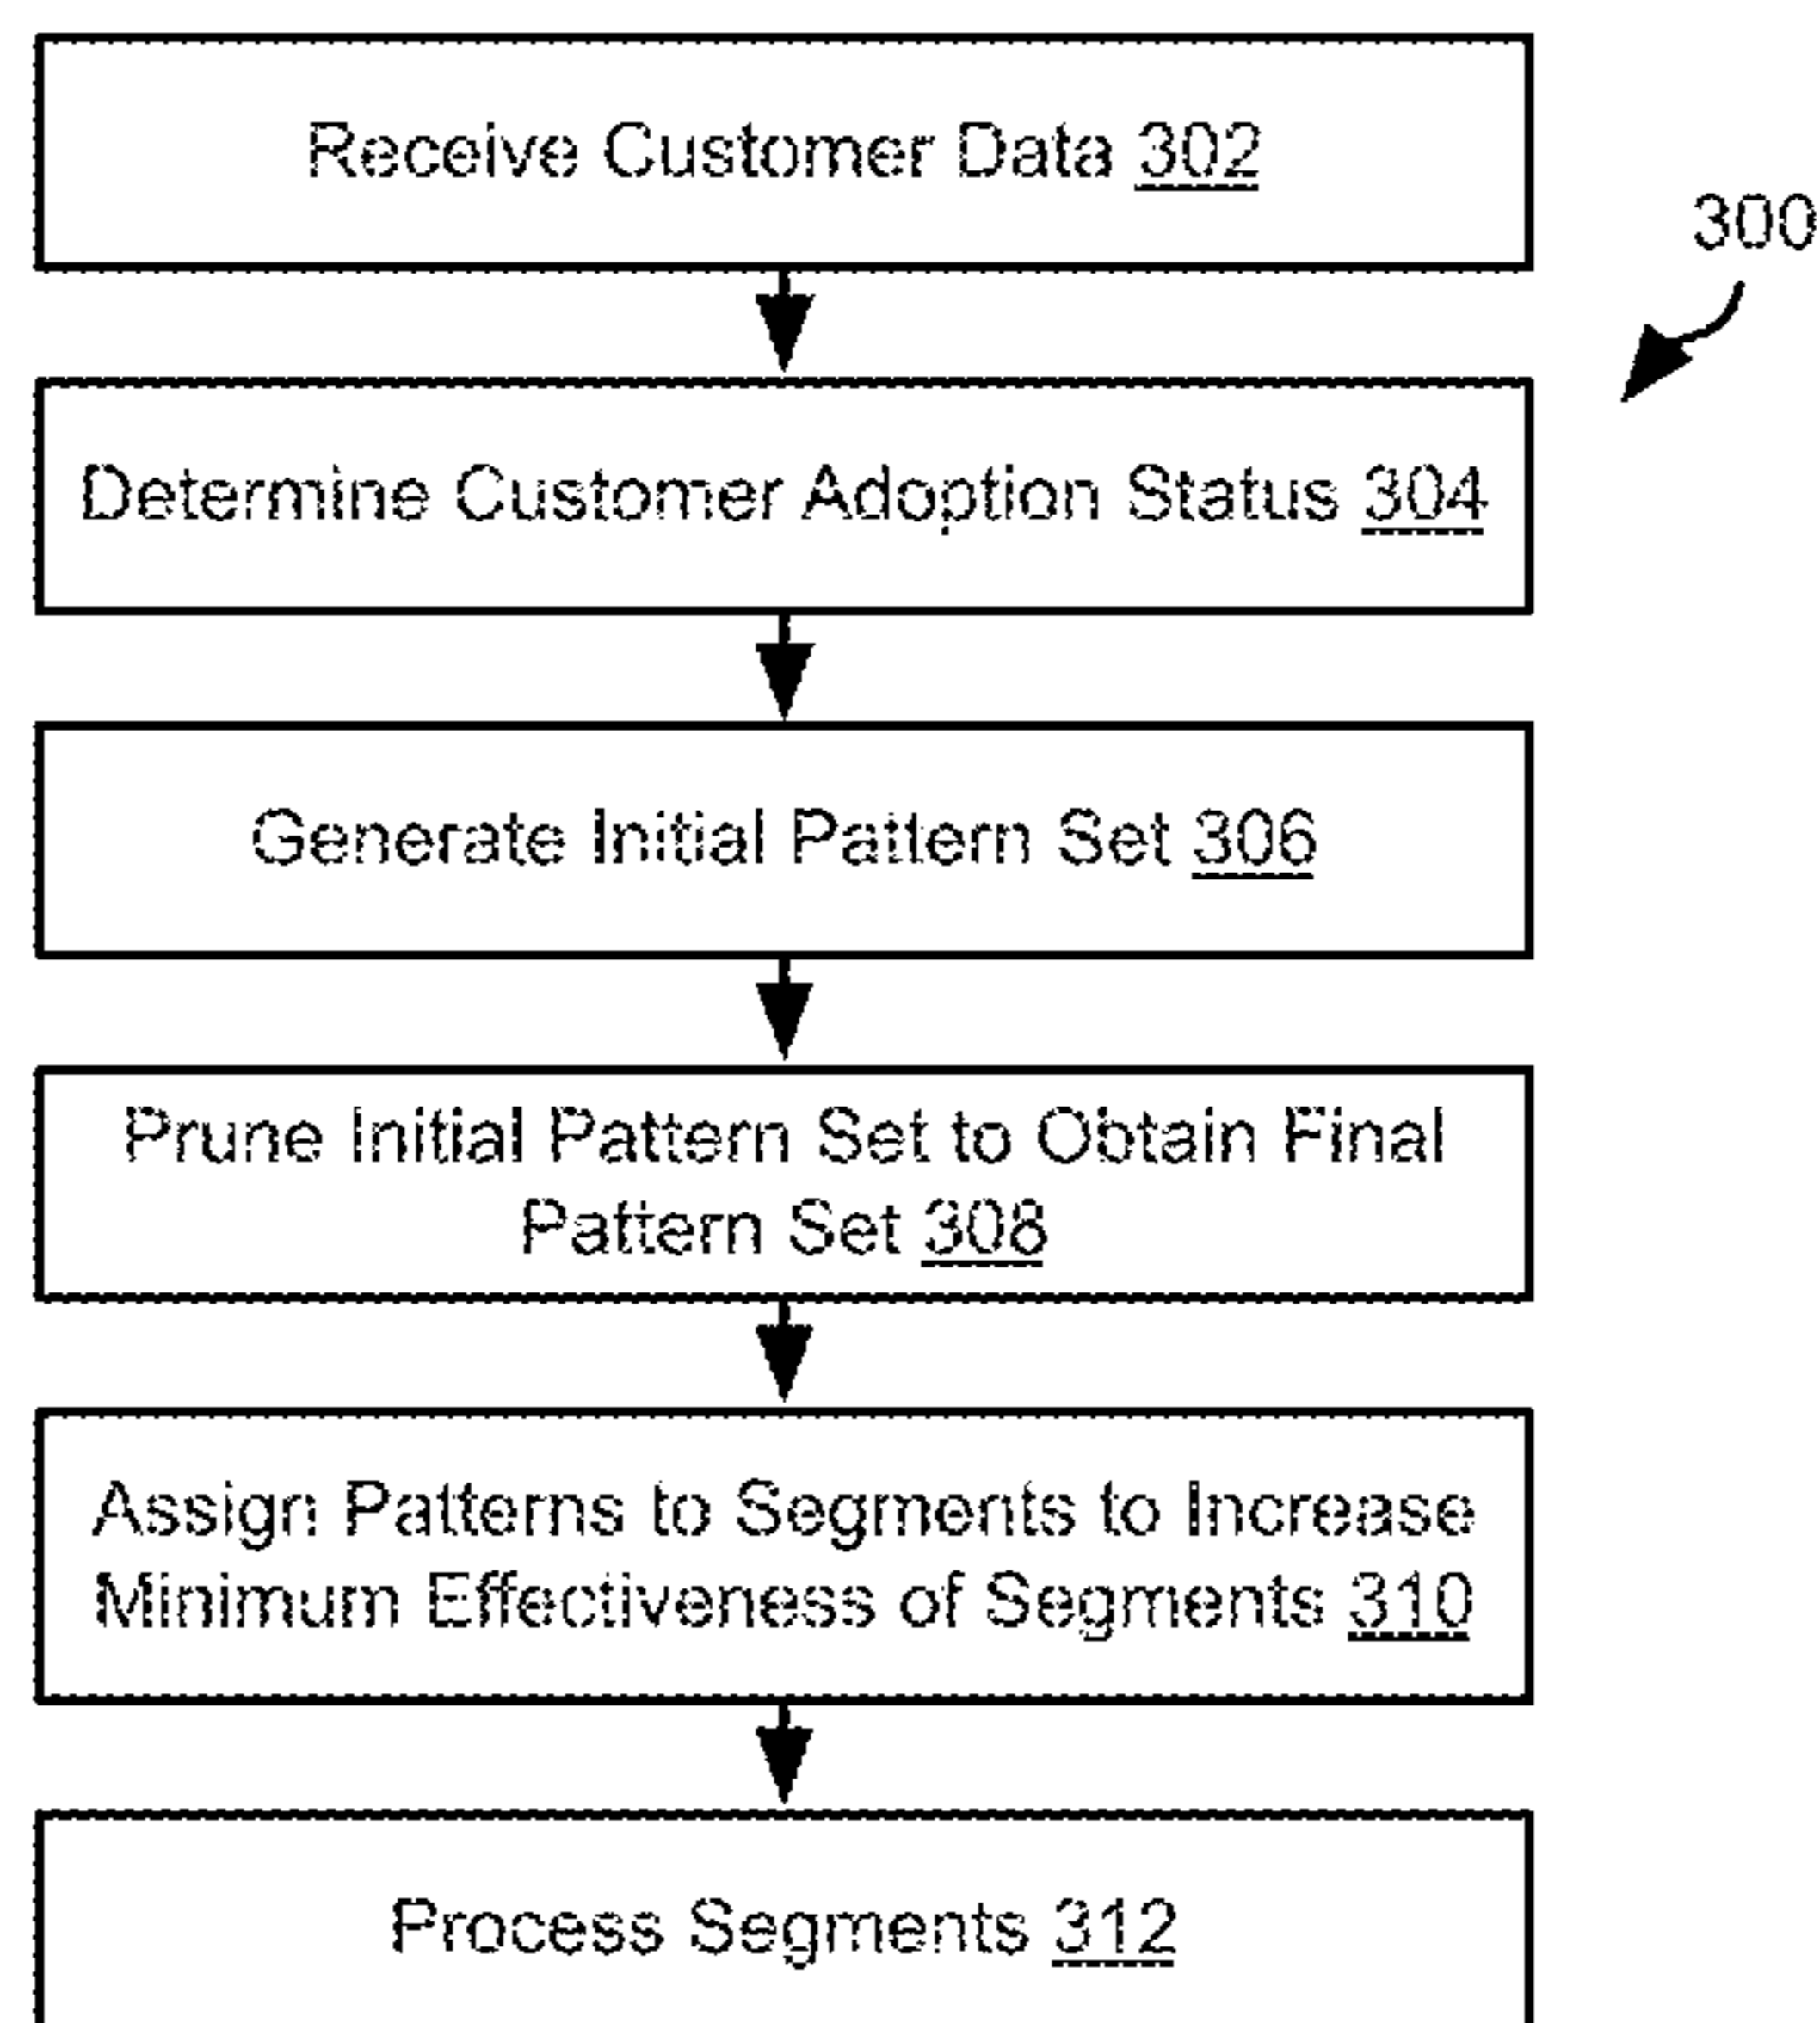 Receive Customer Data 302
300
Determine Customer Adoption Status 304
Generate Initial Pattern Set 306
Prune Initial Pattern Set to Obtain Final
Pattern Set 308
Assign Patterns to Segments to Increase
Minimum Effectiveness of Segments 310
Process Segments 312